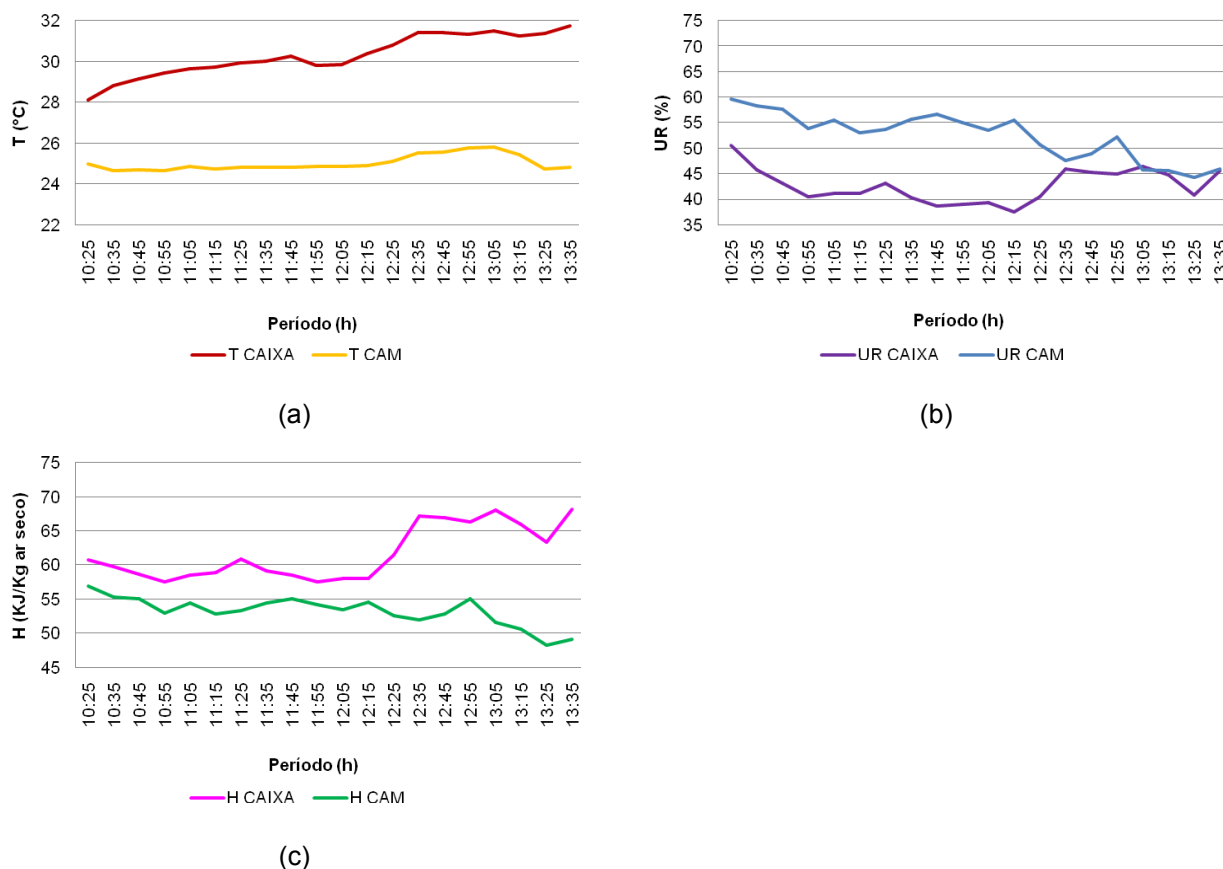 T (ºC)
32
30
28
26
24
22
10:25 10:35 10:45 10:55 11:05 11:15 11:25 11:35 11:45 11:55 12:05 12:15 12:25 12:35 12:45 12:55 13:05 13:15 13:25 13:35
Período (h)
T CAIXA T CAM
(a)
UR (%)
75
70
65
60
55
50
45
40
35
10:25 10:35 10:45 10:55 11:05 11:15 11:25 11:35 11:45 11:55 12:05 12:15 12:25 12:35 12:45 12:55 13:05 13:15 13:25 13:35
Período (h)
UR CAIXA UR CAM
(b)
H (KJ/Kg ar seco)
75
70
65
60
55
50
45
10:25 10:35 10:45 10:55 11:05 11:15 11:25 11:35 11:45 11:55 12:05 12:15 12:25 12:35 12:45 12:55 13:05 13:15 13:25 13:35
Período (h)
H CAIXA H CAM
(c)